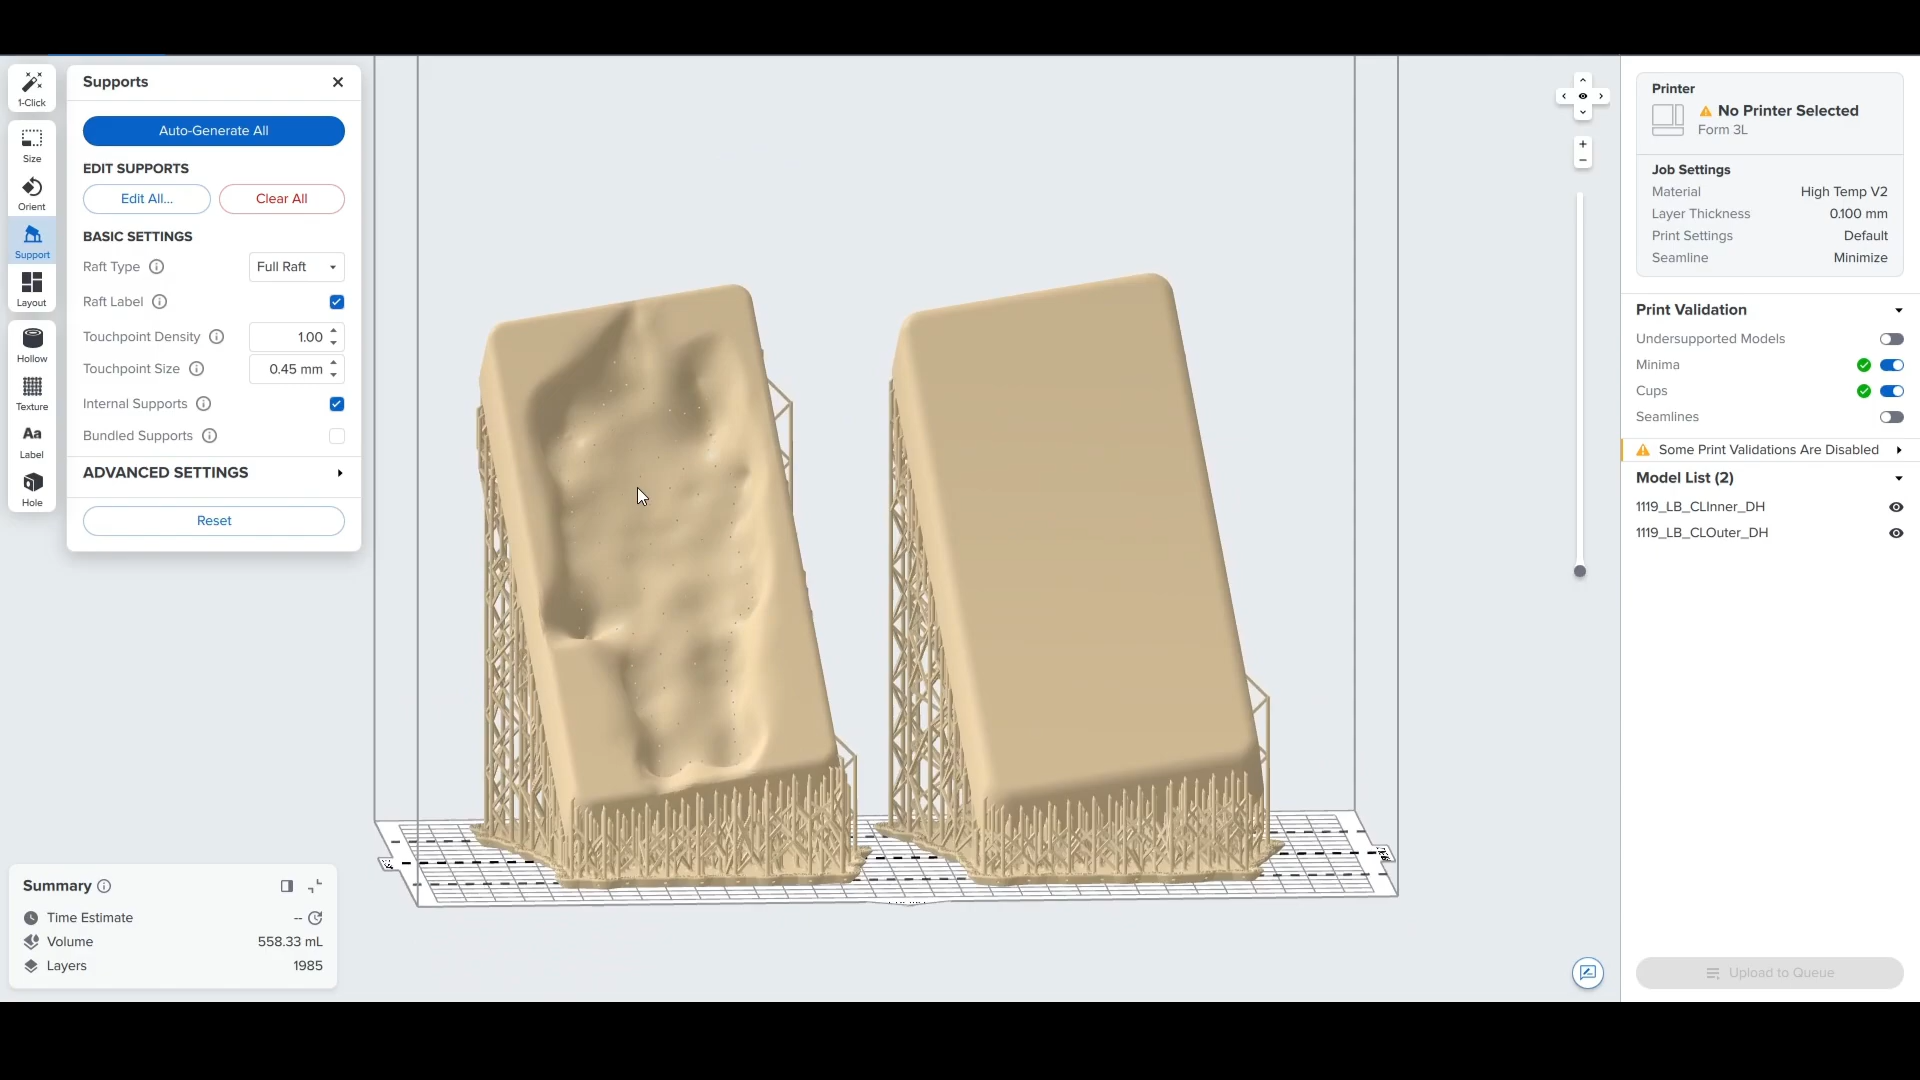 1-Click
Size
Orient
Support
Layout
Hollow
Texture
Aa
Label
Hole
Supports
Auto-Generate All
EDIT SUPPORTS
Edit All...
Clear All
BASIC SETTINGS
Raft Type
Full Raft
Raft Label
Touchpoint Density
1.00
Touchpoint Size
0.45 mm
Internal Supports
Bundled Supports
ADVANCED SETTINGS
Reset
Summary
Time Estimate --
Volume 558.33 mL
Layers 1985
Printer
No Printer Selected
Form 3L
Job Settings
Material High Temp V2
Layer Thickness 0.100 mm
Print Settings Default
Seamline Minimize
Print Validation
Undersupported Models
Minima
Cups
Seamlines
Some Print Validations Are Disabled
Model List (2)
1119_LB_CLInner_DH
1119_LB_CLOuter_DH
Upload to Queue